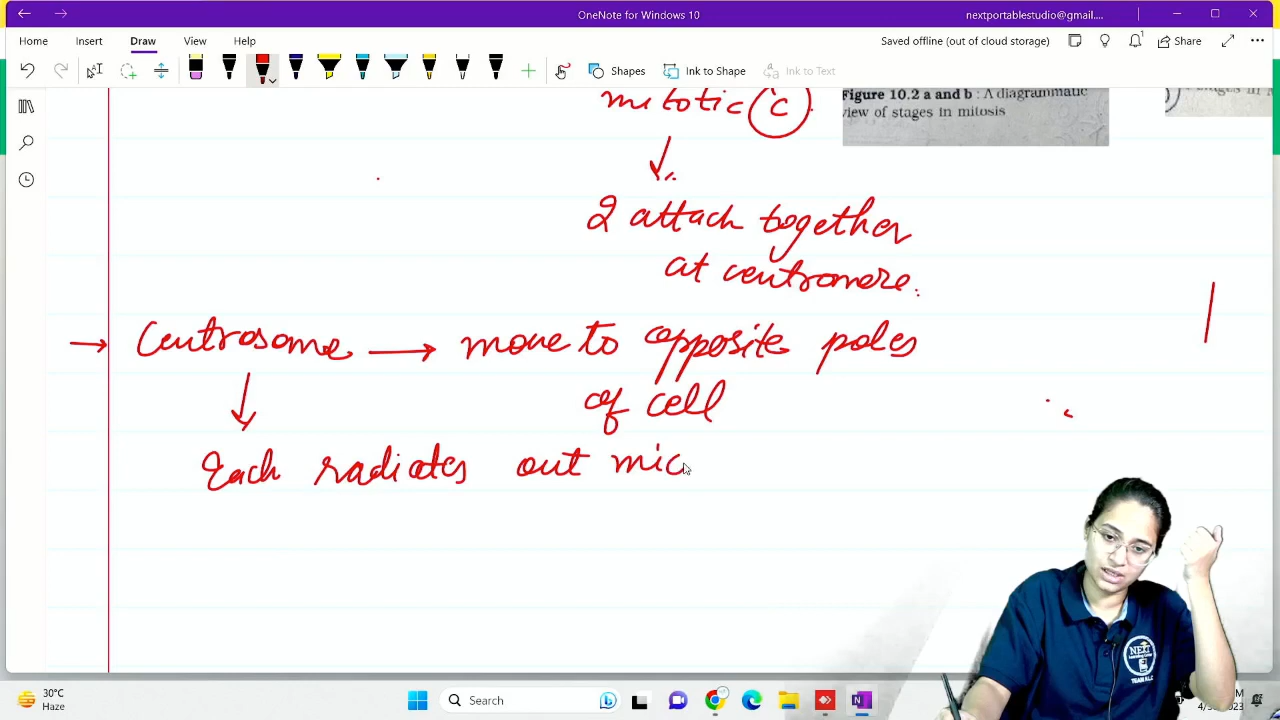 OneNote for Windows 10
nextportablestudio@gmail....
Home Insert Draw View Help
Saved offline (out of cloud storage)
Share
Shapes
Ink to Shape
Ink to Text
mitotic C
Figure 10.2 a and b : A diagrammatic
view of stages in mitosis
2 attach together
at centromere.
→ Centrosome → move to opposite poles
of cell
Each radiates out mic
NEXT
TEAM
30°C
Haze
Search